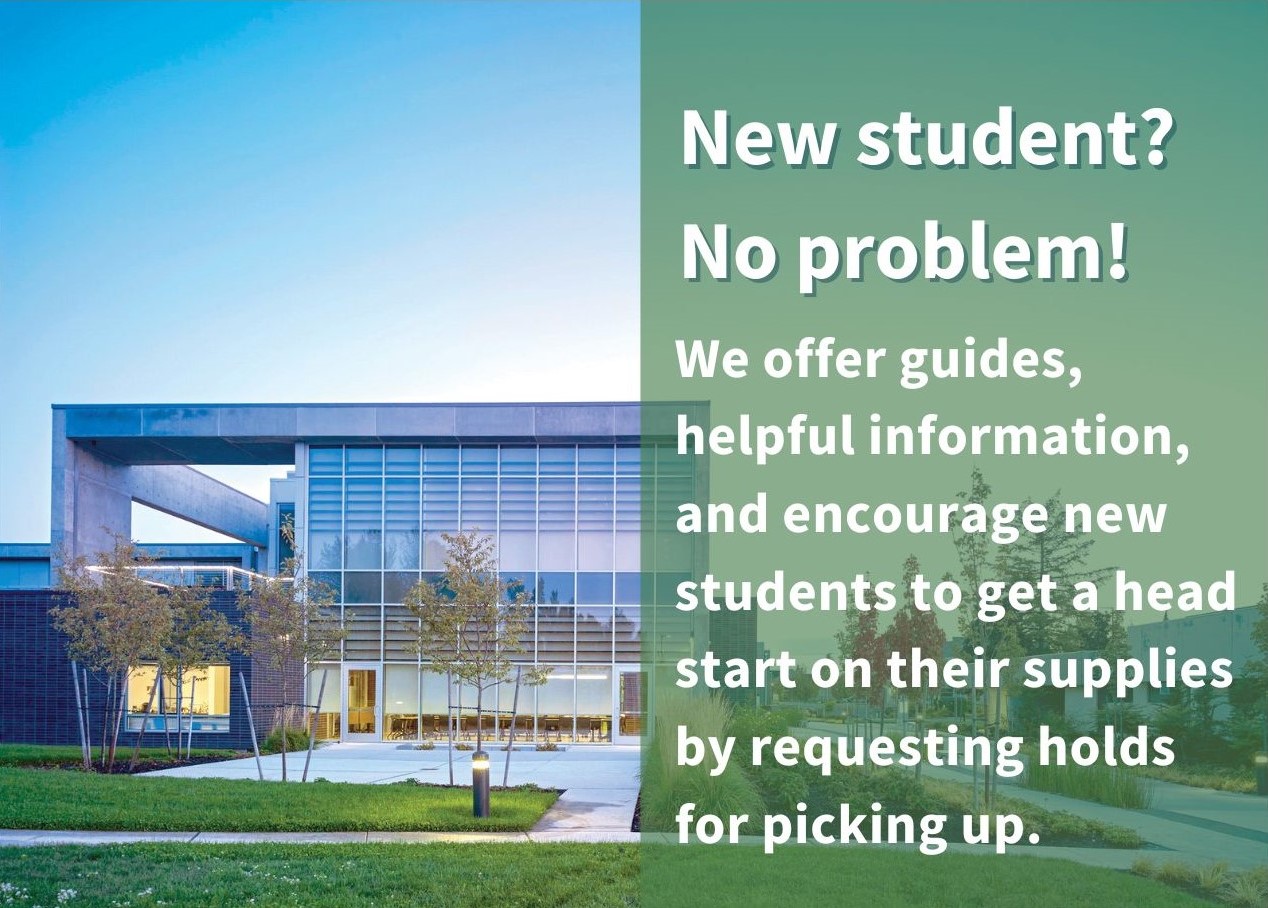 New student?
No problem!
We offer guides,
helpful information,
and encourage new
students to get a head
start on their supplies
by requesting holds
for picking up.